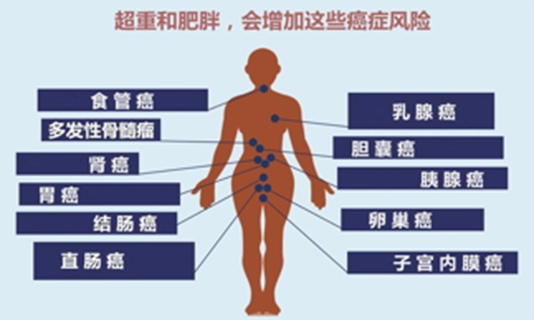 超重和肥胖，会增加这些癌症风险
食管癌
多发性骨髓瘤
肾癌
胃癌
结肠癌
直肠癌
乳腺癌
胆囊癌
胰腺癌
卵巢癌
子宫内膜癌